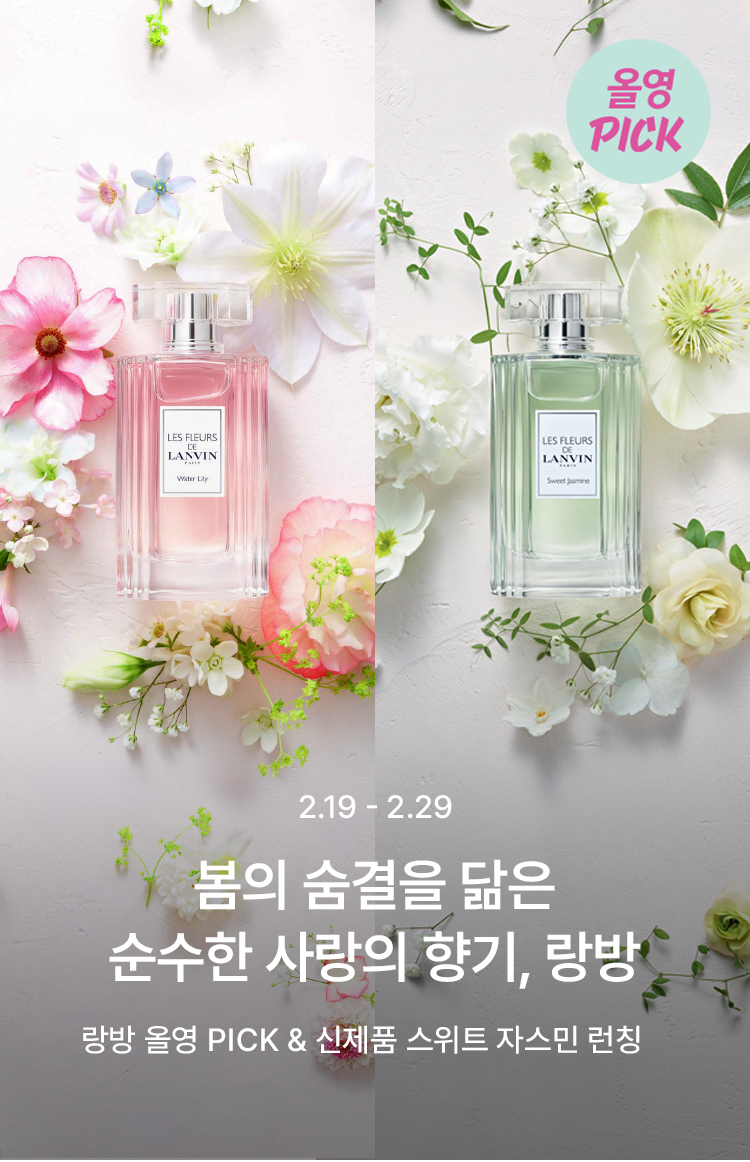 올영
PICK
LES FLEURS
DE
LANVIN
PARIS
Water Lily
LES FLEURS
DE
LANVIN
PARIS
Sweet Jasmine
2.19 - 2.29
봄의 숨결을 닮은
순수한 사랑의 향기, 랑방
랑방 올영 PICK & 신제품 스위트 자스민 런칭